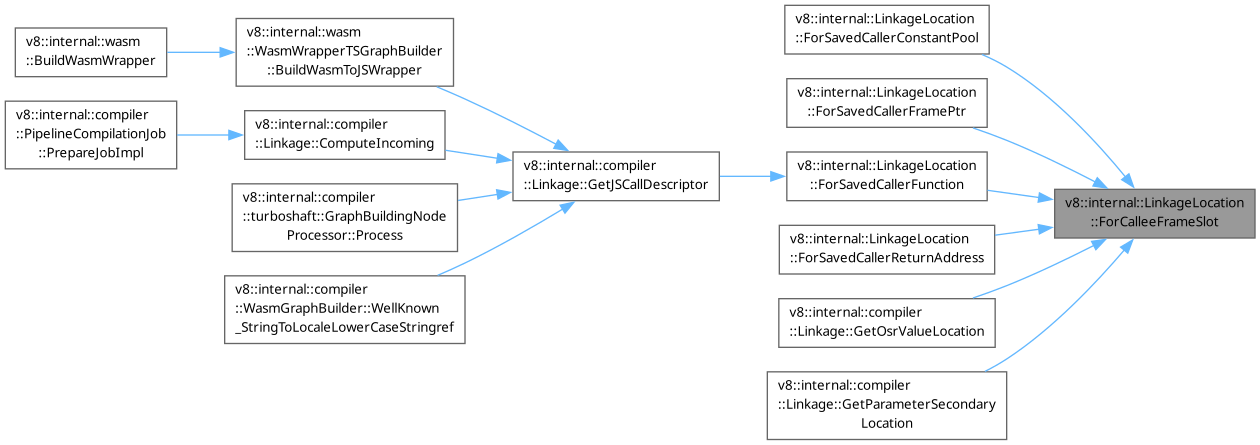 v8::internal::wasm
::BuildWasmWrapper
v8::internal::compiler
::PipelineCompilationJob
::PrepareJobImpl
v8::internal::wasm
::WasmWrapperTSGraphBuilder
::BuildWasmToJSWrapper
v8::internal::compiler
::Linkage::ComputeIncoming
v8::internal::compiler
::turboshaft::GraphBuildingNode
Processor::Process
v8::internal::compiler
::WasmGraphBuilder::WellKnown
_StringToLocaleLowerCaseStringref
v8::internal::compiler
::Linkage::GetJSCallDescriptor
v8::internal::LinkageLocation
::ForSavedCallerConstantPool
v8::internal::LinkageLocation
::ForSavedCallerFramePtr
v8::internal::LinkageLocation
::ForSavedCallerFunction
v8::internal::LinkageLocation
::ForSavedCallerReturnAddress
v8::internal::compiler
::Linkage::GetOsrValueLocation
v8::internal::compiler
::Linkage::GetParameterSecondary
Location
v8::internal::LinkageLocation
::ForCalleeFrameSlot